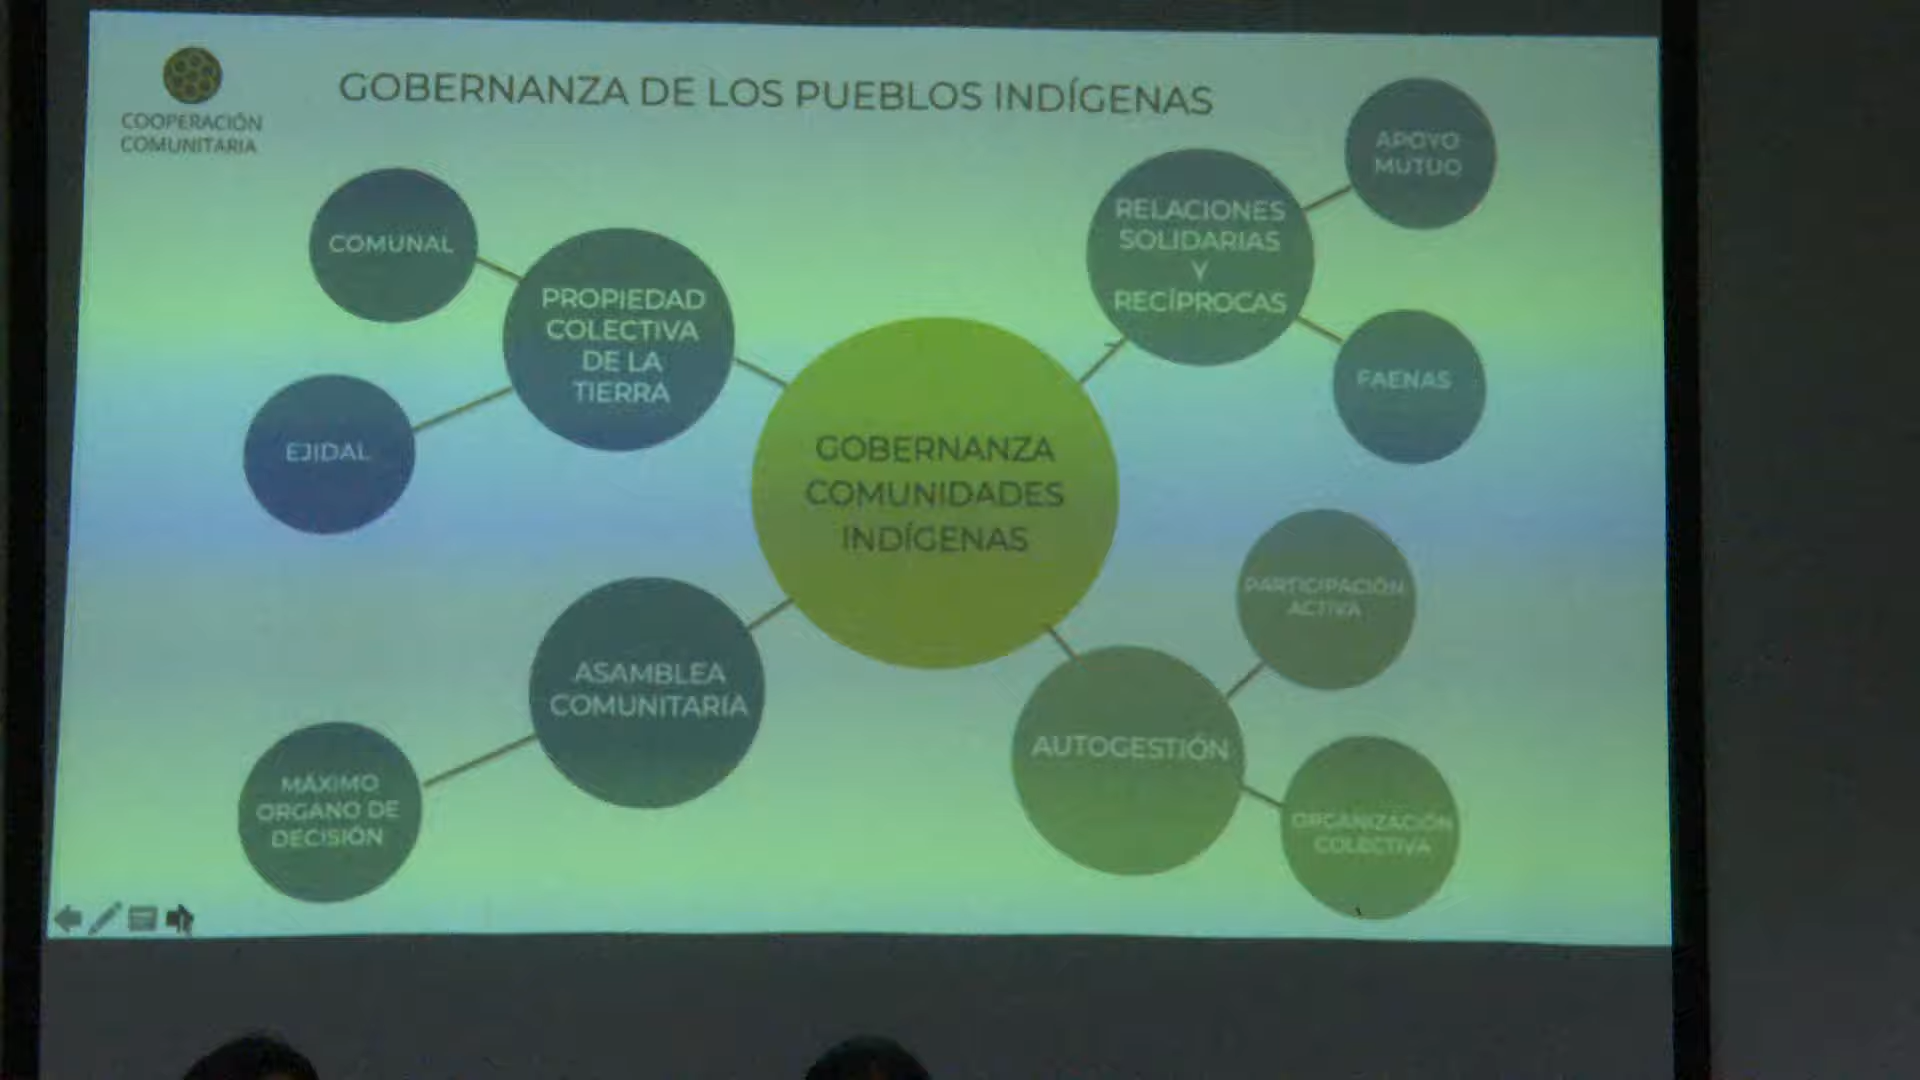 COOPERACIÓN
COMUNITARIA
GOBERNANZA DE LOS PUEBLOS INDÍGENAS
COMUNAL
PROPIEDAD
COLECTIVA
DE LA
TIERRA
EJIDAL
RELACIONES
SOLIDARIAS
Y
RECÍPROCAS
APOYO
MUTUO
FAENAS
GOBERNANZA
COMUNIDADES
INDÍGENAS
ASAMBLEA
COMUNITARIA
MÁXIMO
ORGANO DE
DECISIÓN
AUTOGESTIÓN
PARTICIPACIÓN
ACTIVA
ORGANIZACIÓN
COLECTIVA